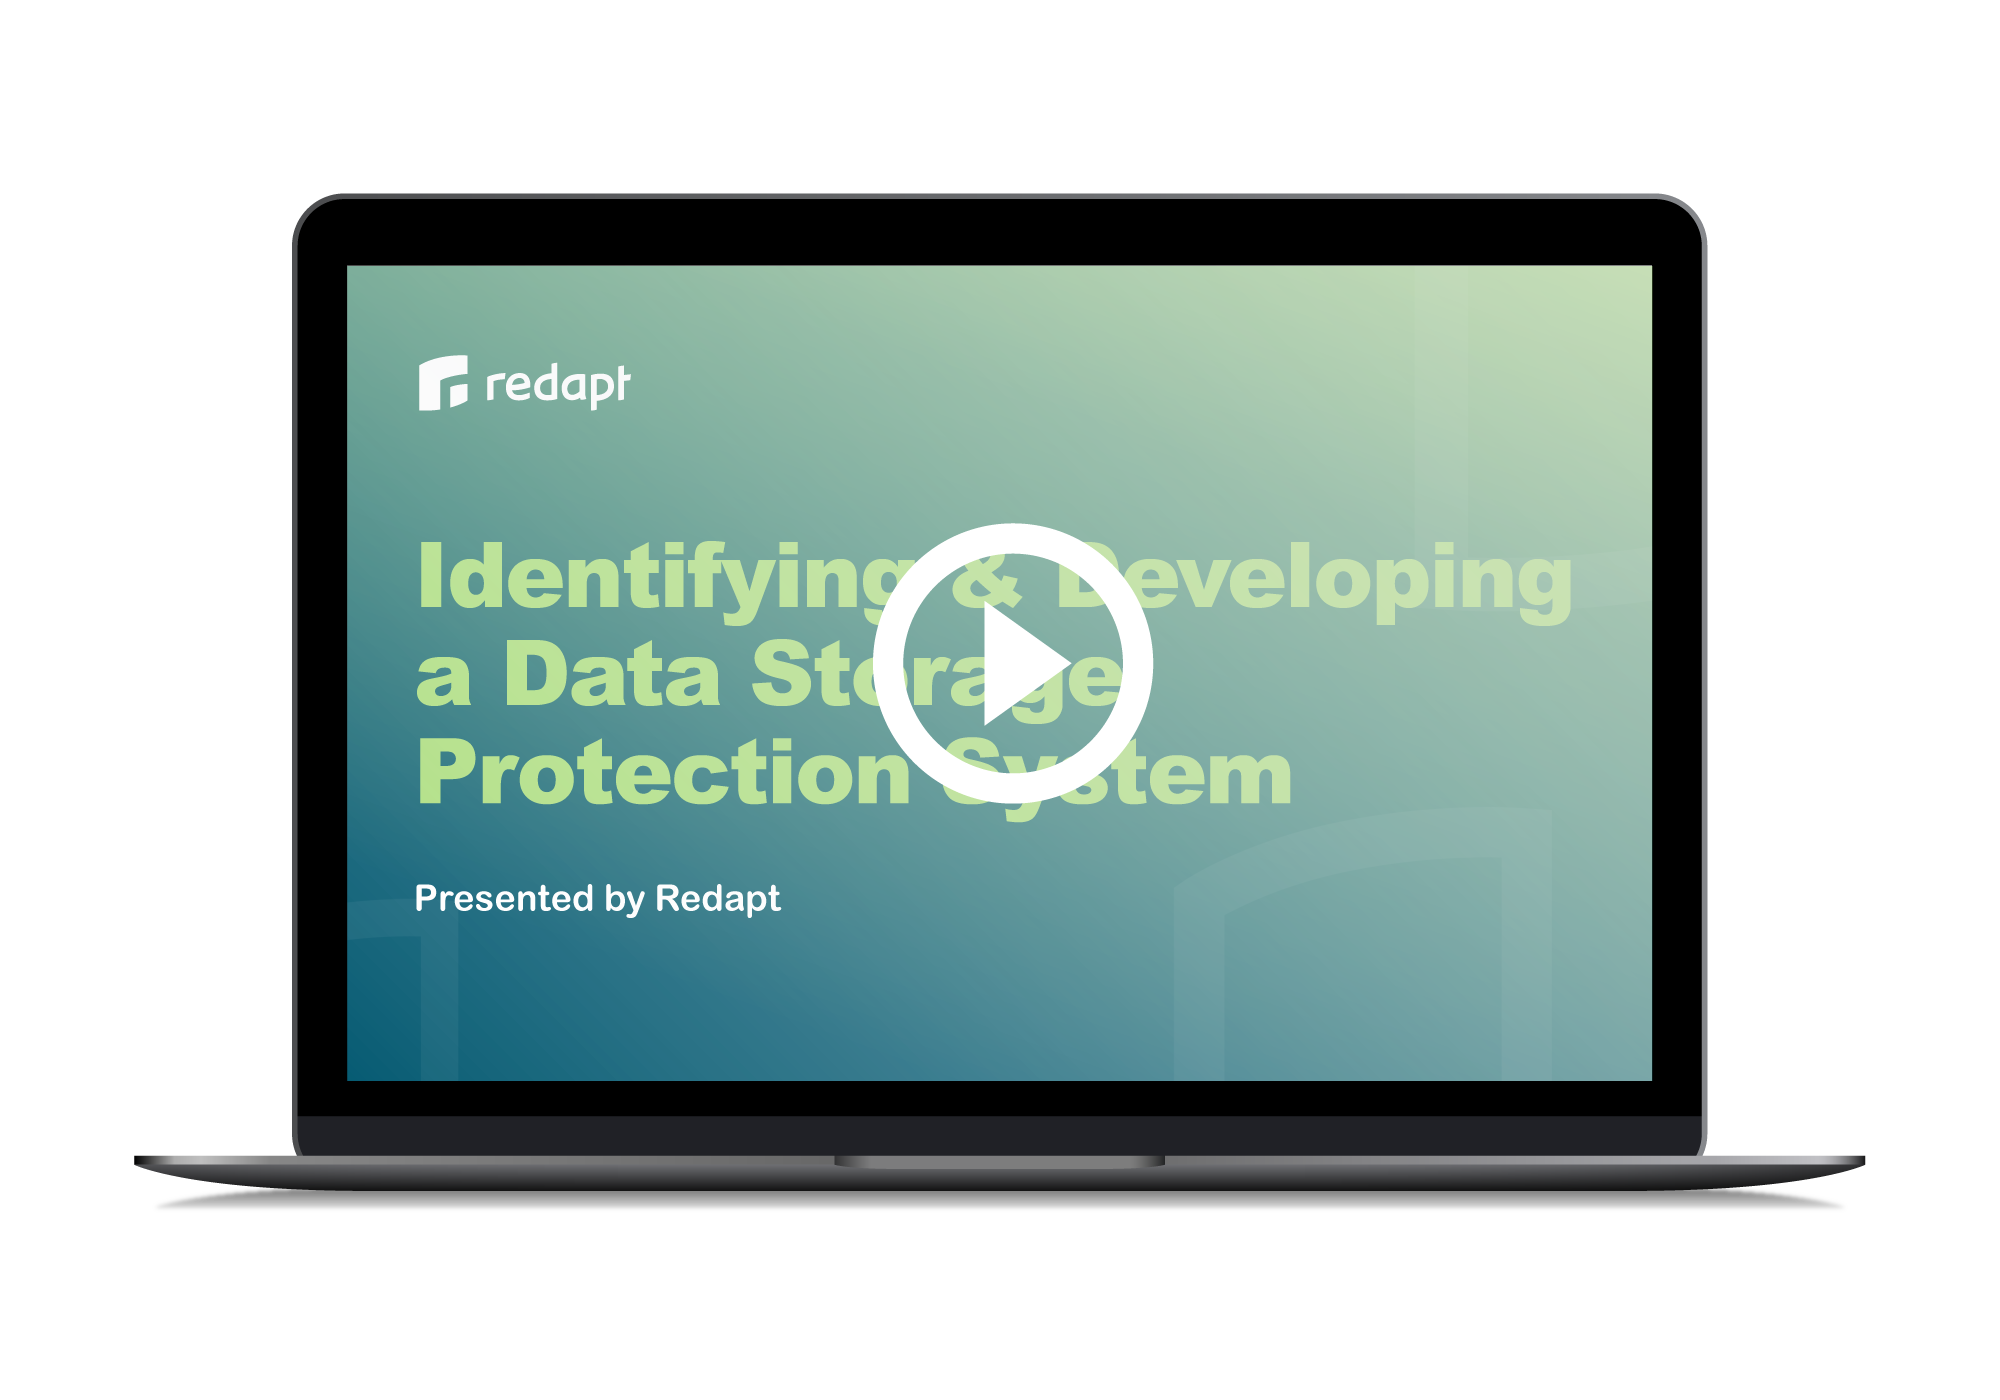 redapt
Identifying & Developing
a Data Storage
Protection System
Presented by Redapt